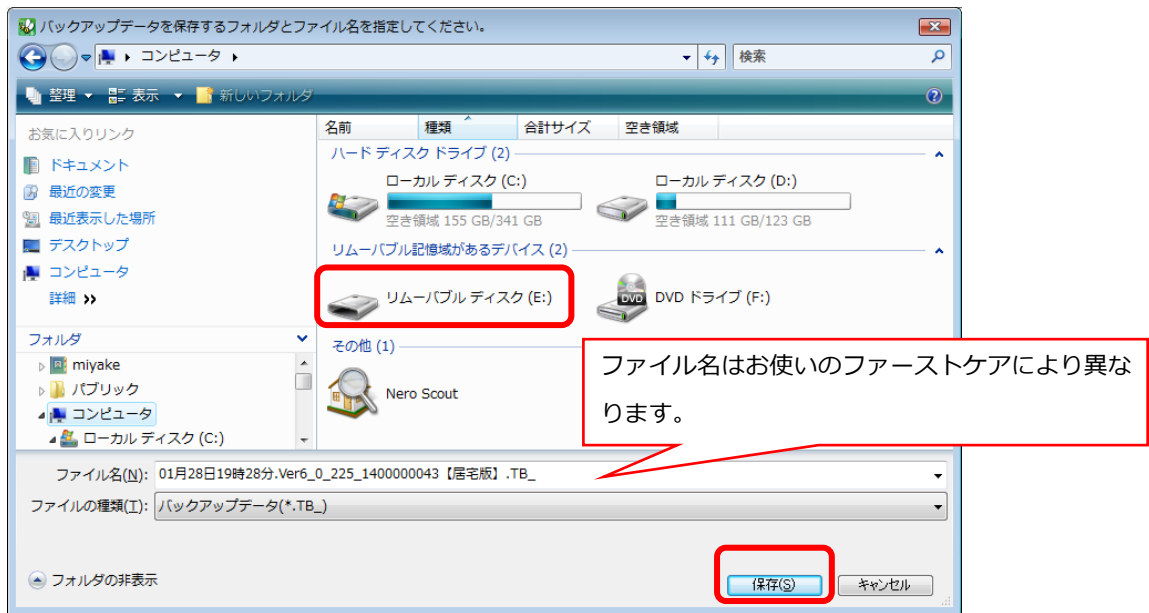 バックアップデータを保存するフォルダとファイル名を指定してください。
コンピュータ
検索
整理 表示 新しいフォルダ
お気に入りリンク
ドキュメント
最近の変更
最近表示した場所
デスクトップ
コンピュータ
詳細 »
フォルダ
miyake
パブリック
コンピュータ
ローカル ディスク (C:)
名前 種類 合計サイズ 空き領域
ハード ディスク ドライブ (2)
ローカル ディスク (C:)
空き領域 155 GB/341 GB
ローカル ディスク (D:)
空き領域 111 GB/123 GB
リムーバブル記憶域があるデバイス (2)
リムーバブル ディスク (E:)
DVD
DVD ドライブ (F:)
その他 (1)
Nero Scout
ファイル名はお使いのファーストケアにより異な
ります。
ファイル名(N): 01月28日19時28分.Ver6_0_225_1400000043【居宅版】.TB_
ファイルの種類(T): バックアップデータ(*.TB_)
フォルダの非表示
保存(S)
キャンセル